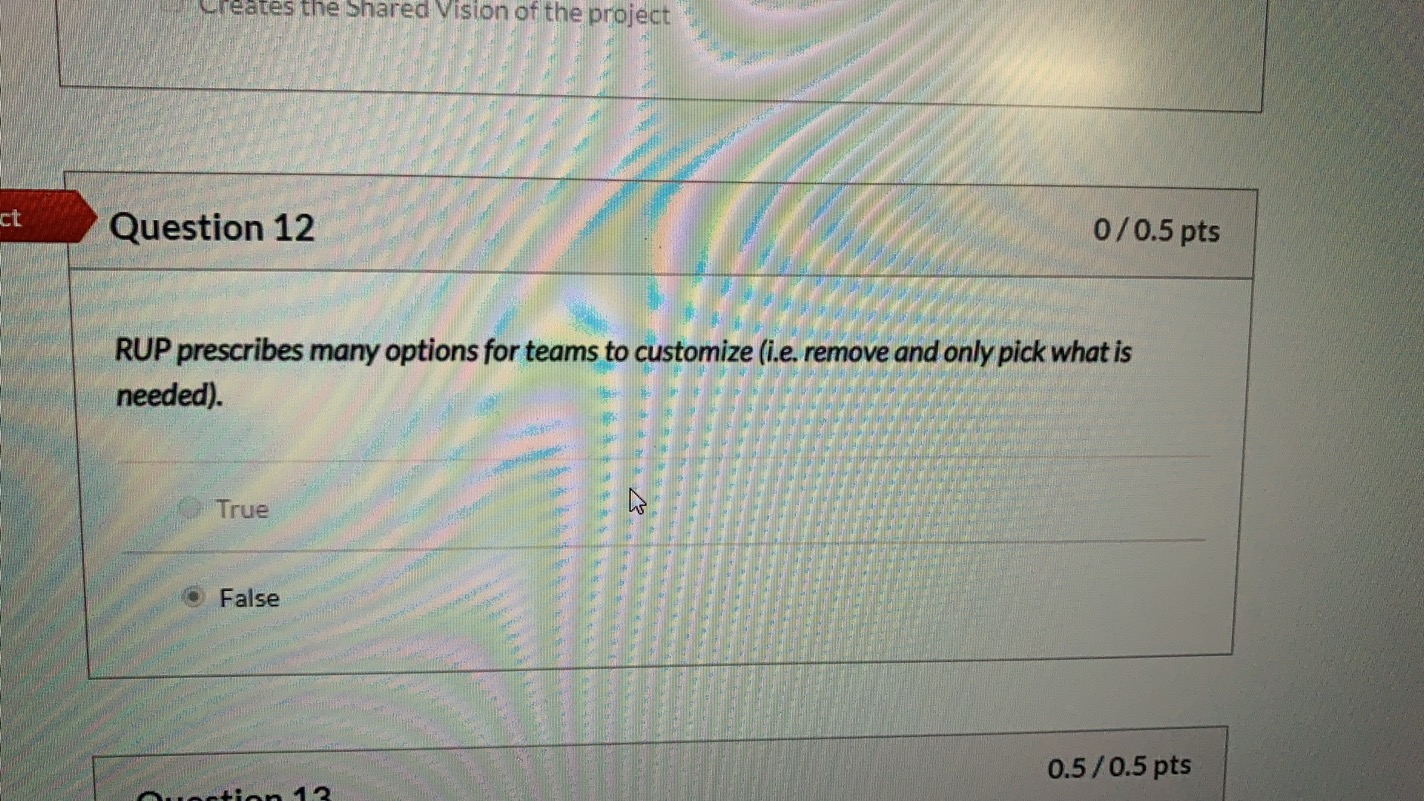 Creates the Shared Vision of the project
ct
Question 12
0 / 0.5 pts
RUP prescribes many options for teams to customize (i.e. remove and only pick what is
needed).
True
False
0.5 / 0.5 pts
Question 13